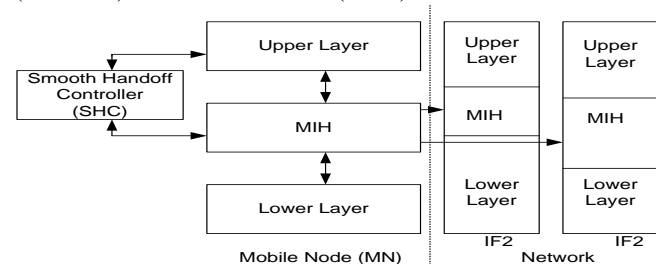 Upper Layer
Smooth Handoff
Controller
(SHC)
MIH
Lower Layer
Mobile Node (MN)
Upper
Layer
MIH
Lower
Layer
IF2
Upper
Layer
MIH
Lower
Layer
IF2
Network